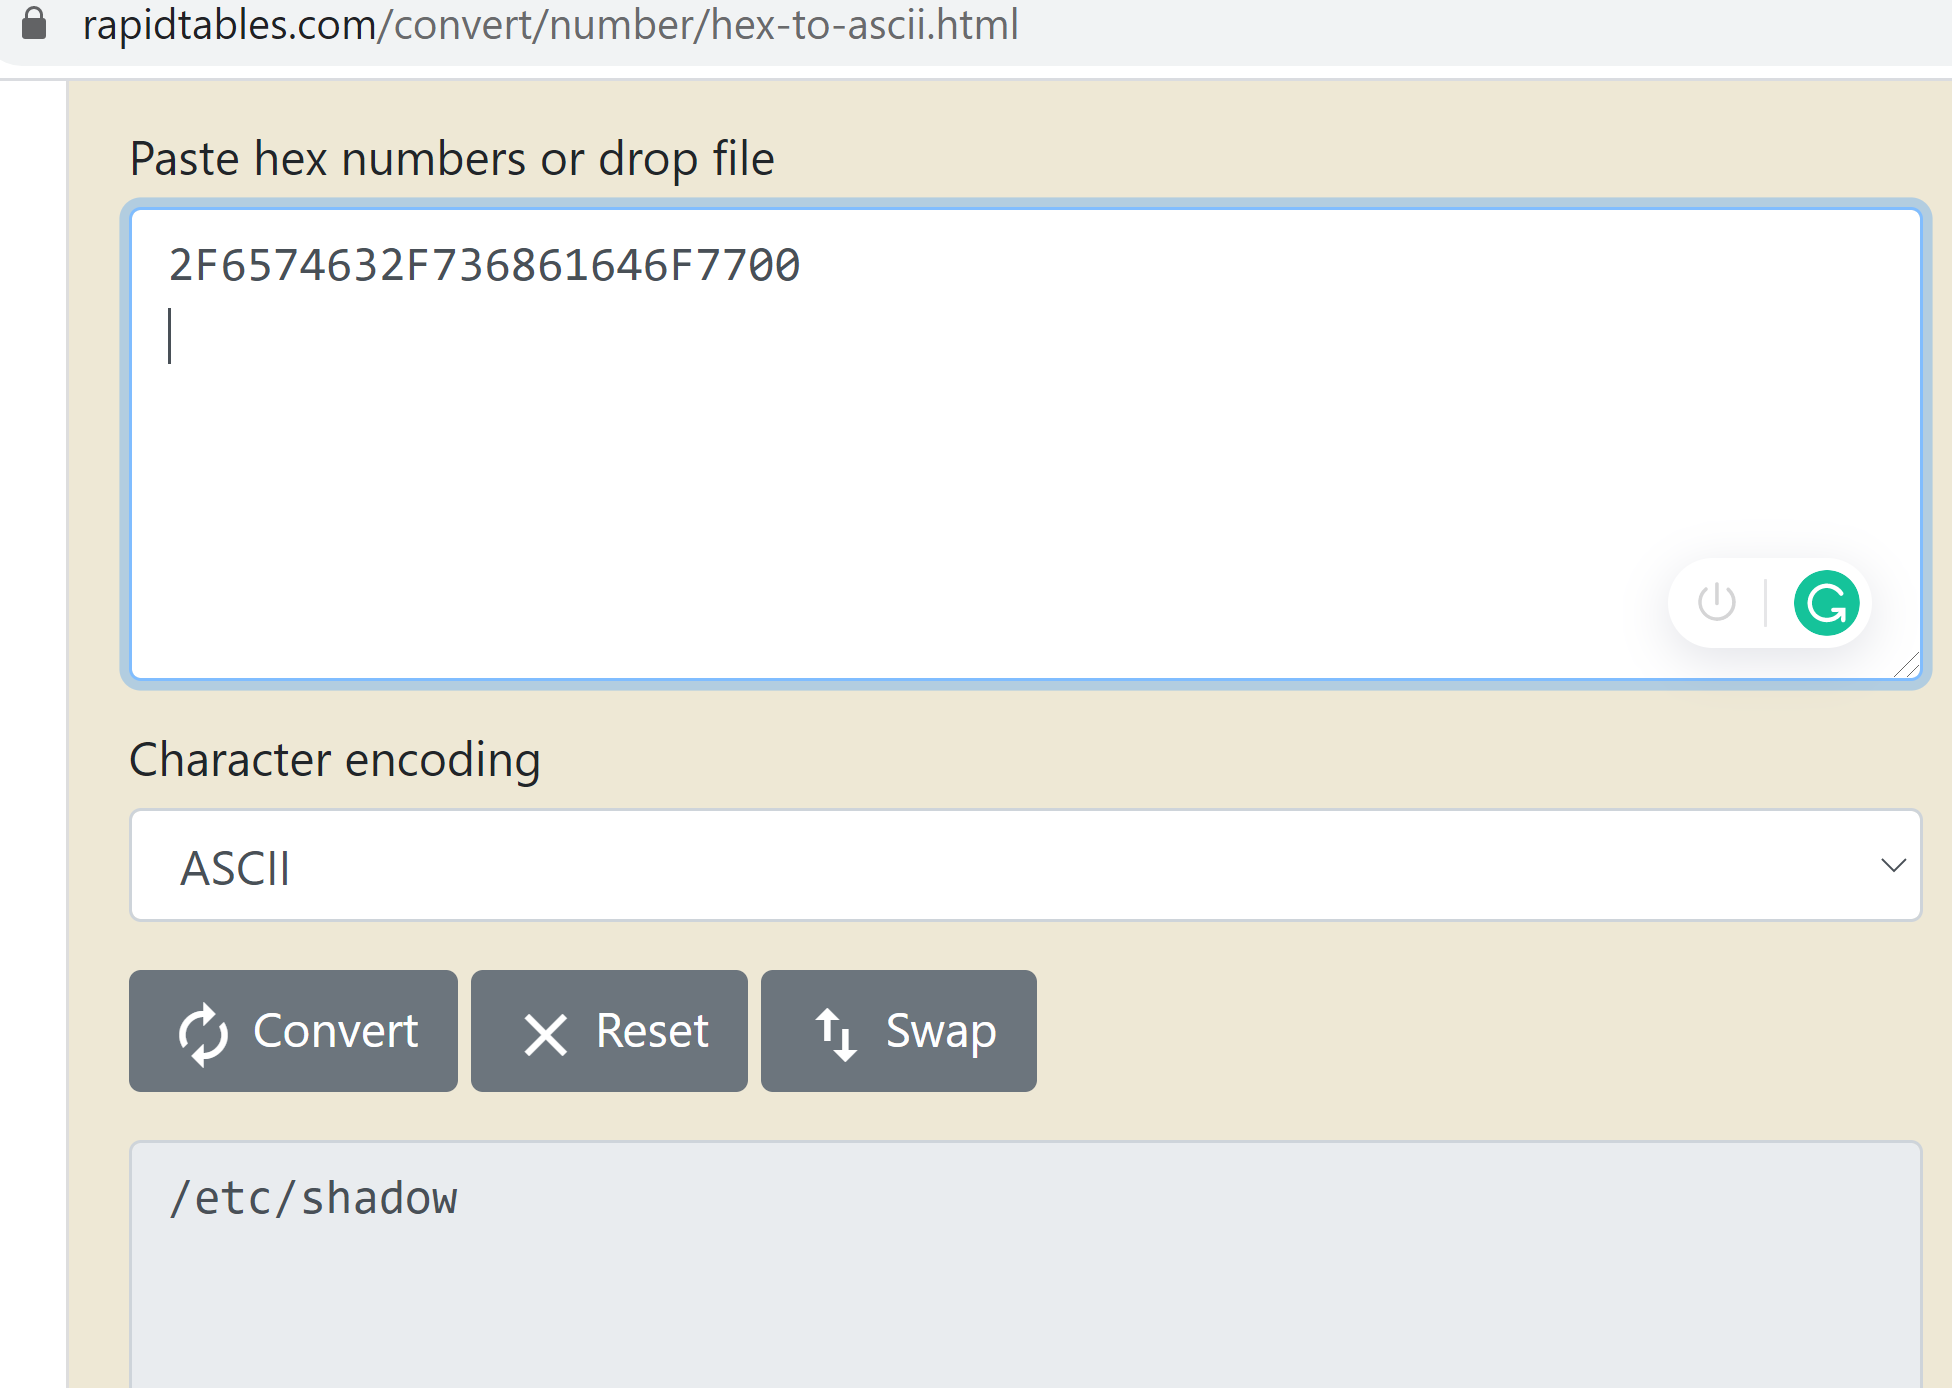 rapidtables.com/convert/number/hex-to-ascii.html
Paste hex numbers or drop file
2F6574632F736861646F7700
Character encoding
ASCII
Convert Reset Swap
/etc/shadow